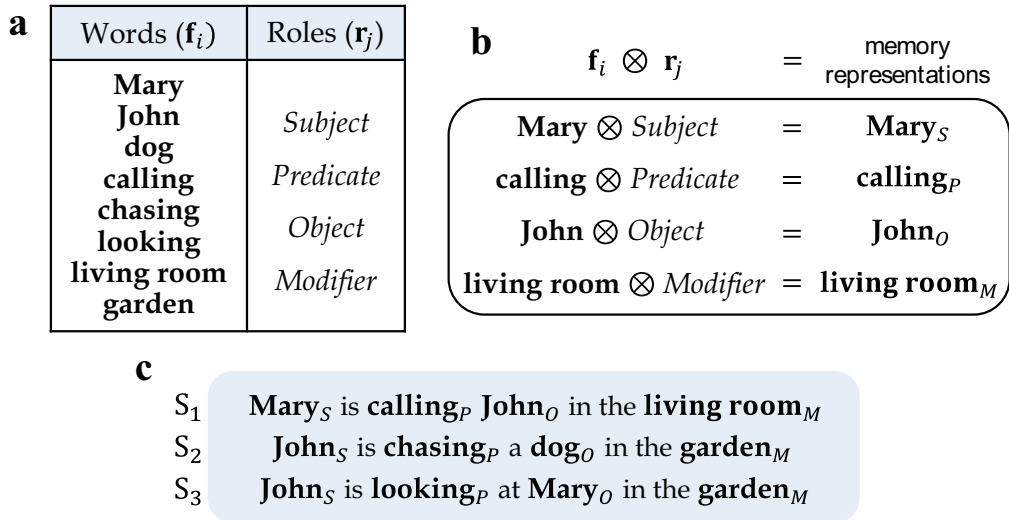 a
Words (fᵢ) Roles (rⱼ)
Mary
John
dog
calling
chasing
looking
living room
garden
Subject
Predicate
Object
Modifier
b
fᵢ ⊗ rⱼ = memory representations
Mary ⊗ Subject = Mary_S
calling ⊗ Predicate = calling_P
John ⊗ Object = John_O
living room ⊗ Modifier = living room_M
c
S₁ Mary_S is calling_P John_O in the living room_M
S₂ John_S is chasing_P a dog_O in the garden_M
S₃ John_S is looking_P at Mary_O in the garden_M